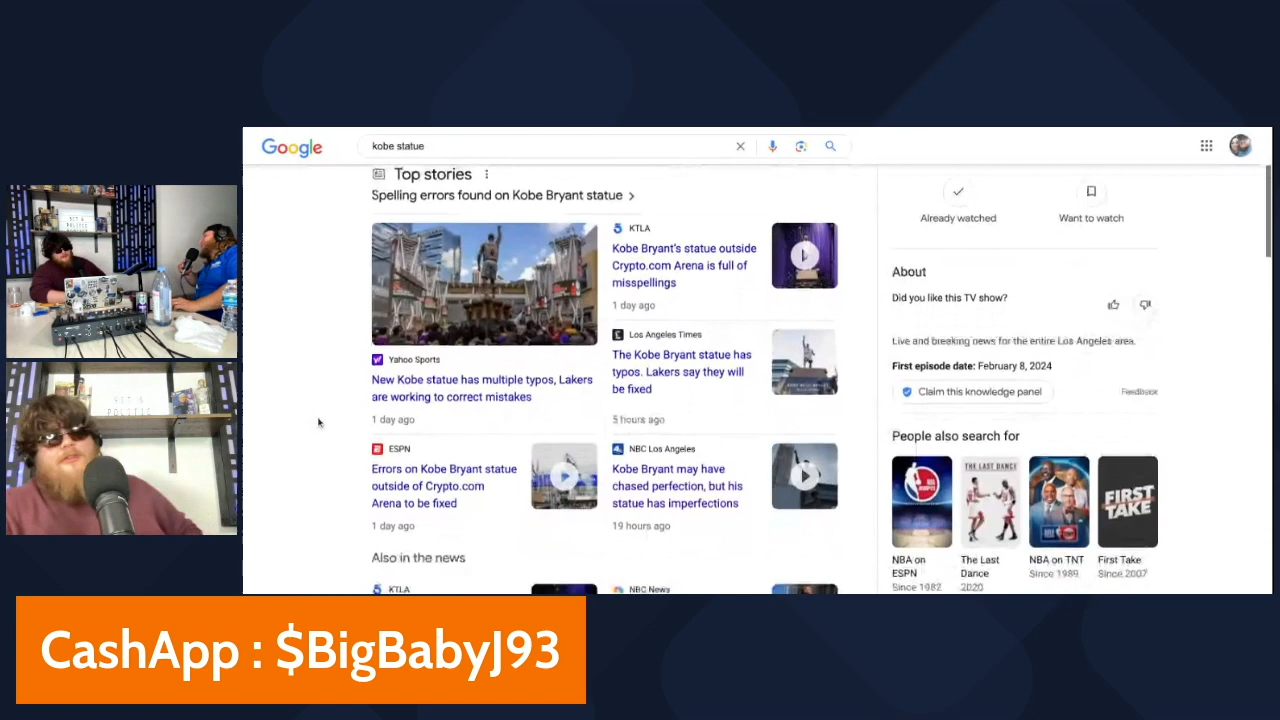 Google
kobe statue
Top stories
Spelling errors found on Kobe Bryant statue
Yahoo Sports
New Kobe statue has multiple typos, Lakers
are working to correct mistakes
1 day ago
KTLA
Kobe Bryant's statue outside
Crypto.com Arena is full of
misspellings
1 day ago
Los Angeles Times
The Kobe Bryant statue has
typos. Lakers say they will
be fixed
5 hours ago
ESPN
Errors on Kobe Bryant statue
outside of Crypto.com
Arena to be fixed
1 day ago
NBC Los Angeles
Kobe Bryant may have
chased perfection, but his
statue has imperfections
19 hours ago
Also in the news
KTLA
NBC News
Already watched
Want to watch
About
Did you like this TV show?
Live and breaking news for the entire Los Angeles area.
First episode date: February 8, 2024
Claim this knowledge panel
Feedback
People also search for
THE LAST DANCE
FIRST
TAKE
NBA on
ESPN
Since 1982
The Last
Dance
2020
NBA on TNT
Since 1989
First Take
Since 2007
CashApp : $BigBabyJ93